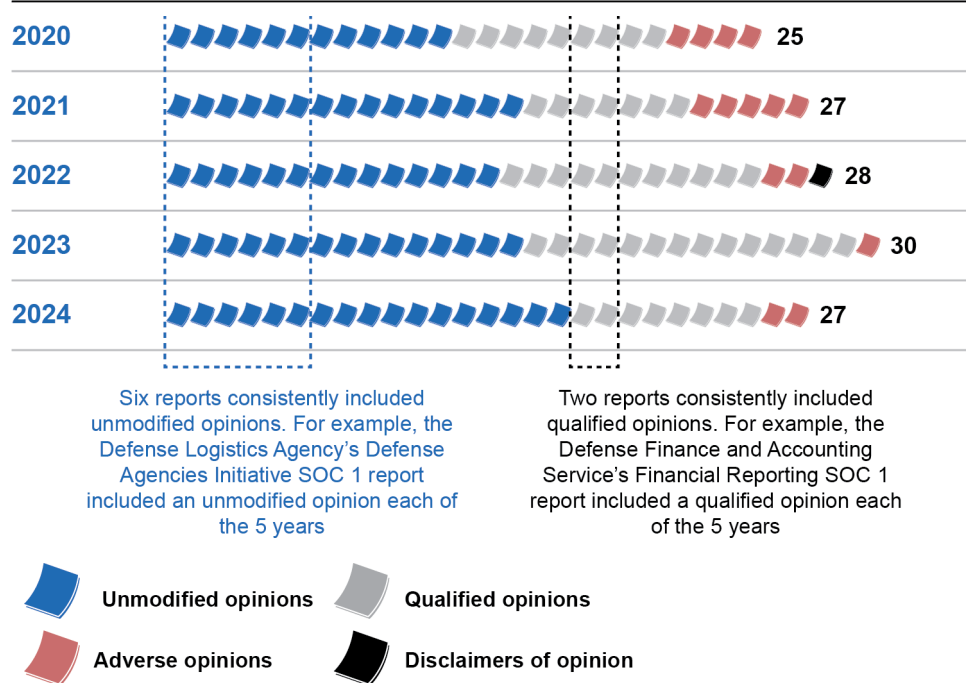 2020 25
2021 27
2022 28
2023 30
2024 27
Six reports consistently included
unmodified opinions. For example, the
Defense Logistics Agency’s Defense
Agencies Initiative SOC 1 report
included an unmodified opinion each of
the 5 years
Two reports consistently included
qualified opinions. For example, the
Defense Finance and Accounting
Service’s Financial Reporting SOC 1
report included a qualified opinion each
of the 5 years
Unmodified opinions
Qualified opinions
Adverse opinions
Disclaimers of opinion